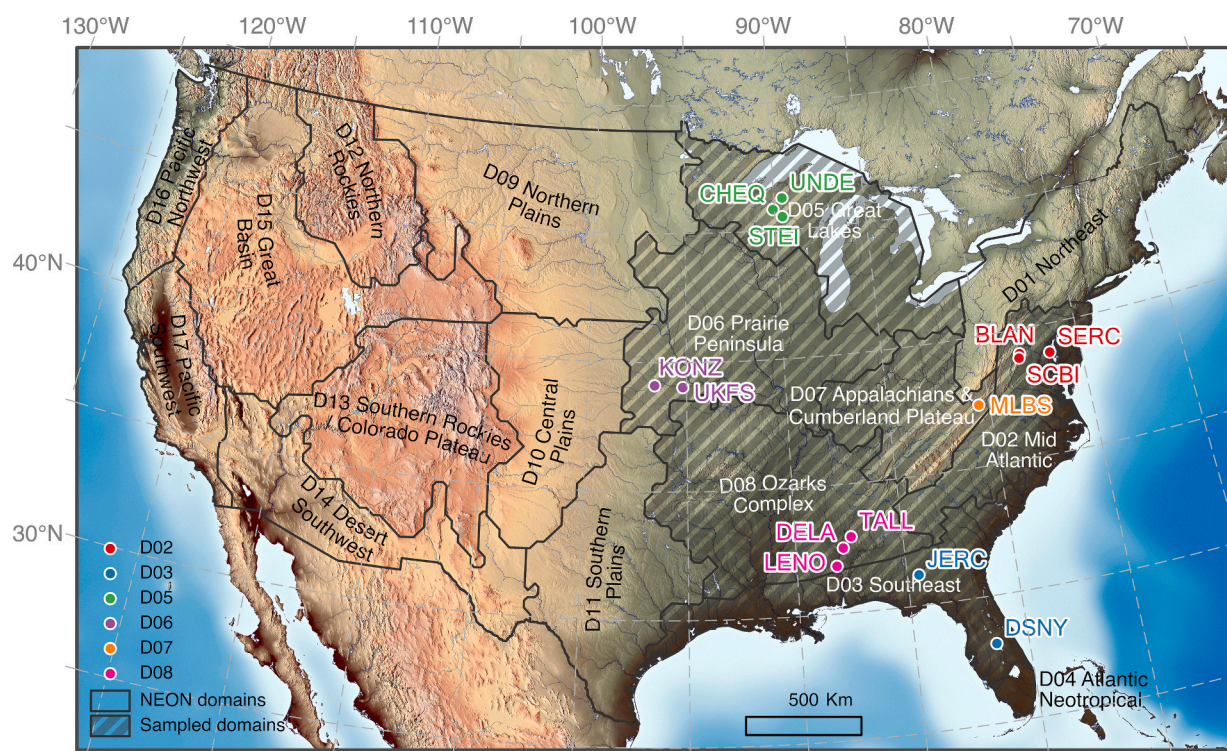 130°W 120°W 110°W 100°W 90°W 80°W 70°W
40°N
30°N
D16 Pacific
Northwest
D12 Northern
Rockies
D09 Northern
Plains
D15 Great
Basin
CHEQ
UNDE
D05 Great
Lakes
STEI
D01 Northeast
D17 Pacific
Southwest
D06 Prairie
Peninsula
KONZ
UKFS
BLAN
SERC
SCBI
D07 Appalachians &
Cumberland Plateau
MLBS
D13 Southern Rockies
Colorado Plateau
D10 Central
Plains
D02 Mid
Atlantic
D14 Desert
Southwest
D08 Ozarks
Complex
DELA
TALL
LENO
JERC
D03 Southeast
D11 Southern
Plains
DSNY
D04 Atlantic
Neotropical
D02
D03
D05
D06
D07
D08
NEON domains
Sampled domains
500 Km